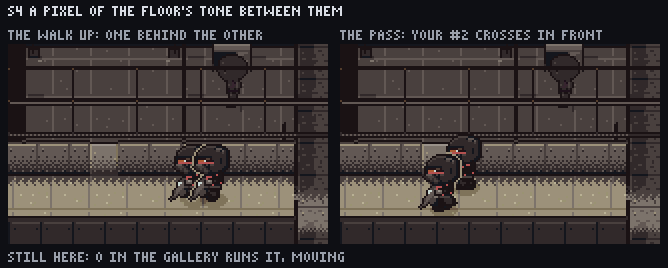 S4 A PIXEL OF THE FLOOR'S TONE BETWEEN THEM
THE WALK UP: ONE BEHIND THE OTHER
THE PASS: YOUR #2 CROSSES IN FRONT
STILL HERE: O IN THE GALLERY RUNS IT, MOVING